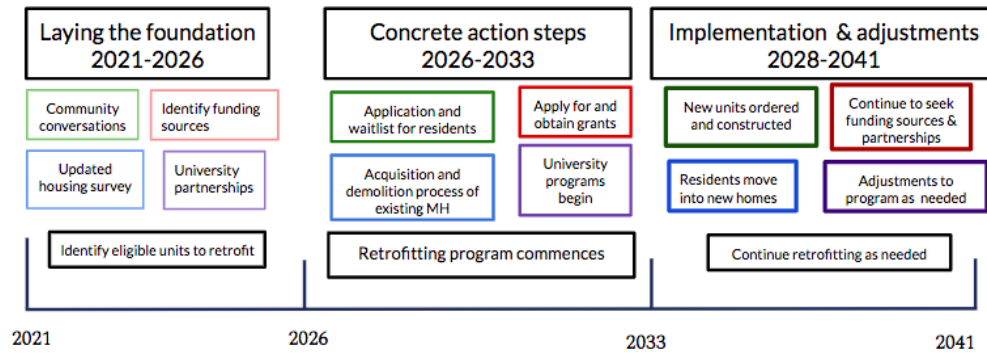 Laying the foundation
2021-2026
Concrete action steps
2026-2033
Implementation & adjustments
2028-2041
Community
conversations
Identify funding
sources
Application and
waitlist for residents
Apply for and
obtain grants
New units ordered
and constructed
Continue to seek
funding sources &
partnerships
Updated
housing survey
University
partnerships
Acquisition and
demolition process of
existing MH
University
programs
begin
Residents move
into new homes
Adjustments to
program as needed
Identify eligible units to retrofit
Retrofitting program commences
Continue retrofitting as needed
2021
2026
2033
2041